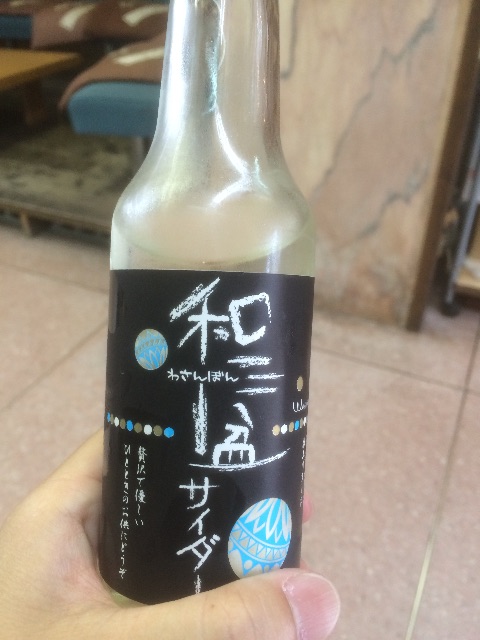 和三盆
わさんぼん
サイダー
贅沢で優しい
ひとときのお供にどうぞ